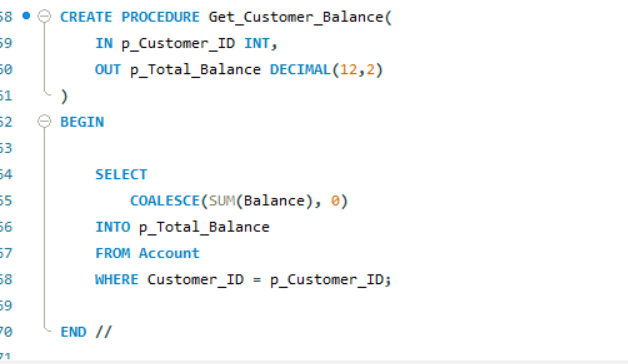 58 CREATE PROCEDURE Get_Customer_Balance(
59 IN p_Customer_ID INT,
60 OUT p_Total_Balance DECIMAL(12,2)
61 )
62 BEGIN
63
64 SELECT
65 COALESCE(SUM(Balance), 0)
66 INTO p_Total_Balance
67 FROM Account
68 WHERE Customer_ID = p_Customer_ID;
69
70 END //
71